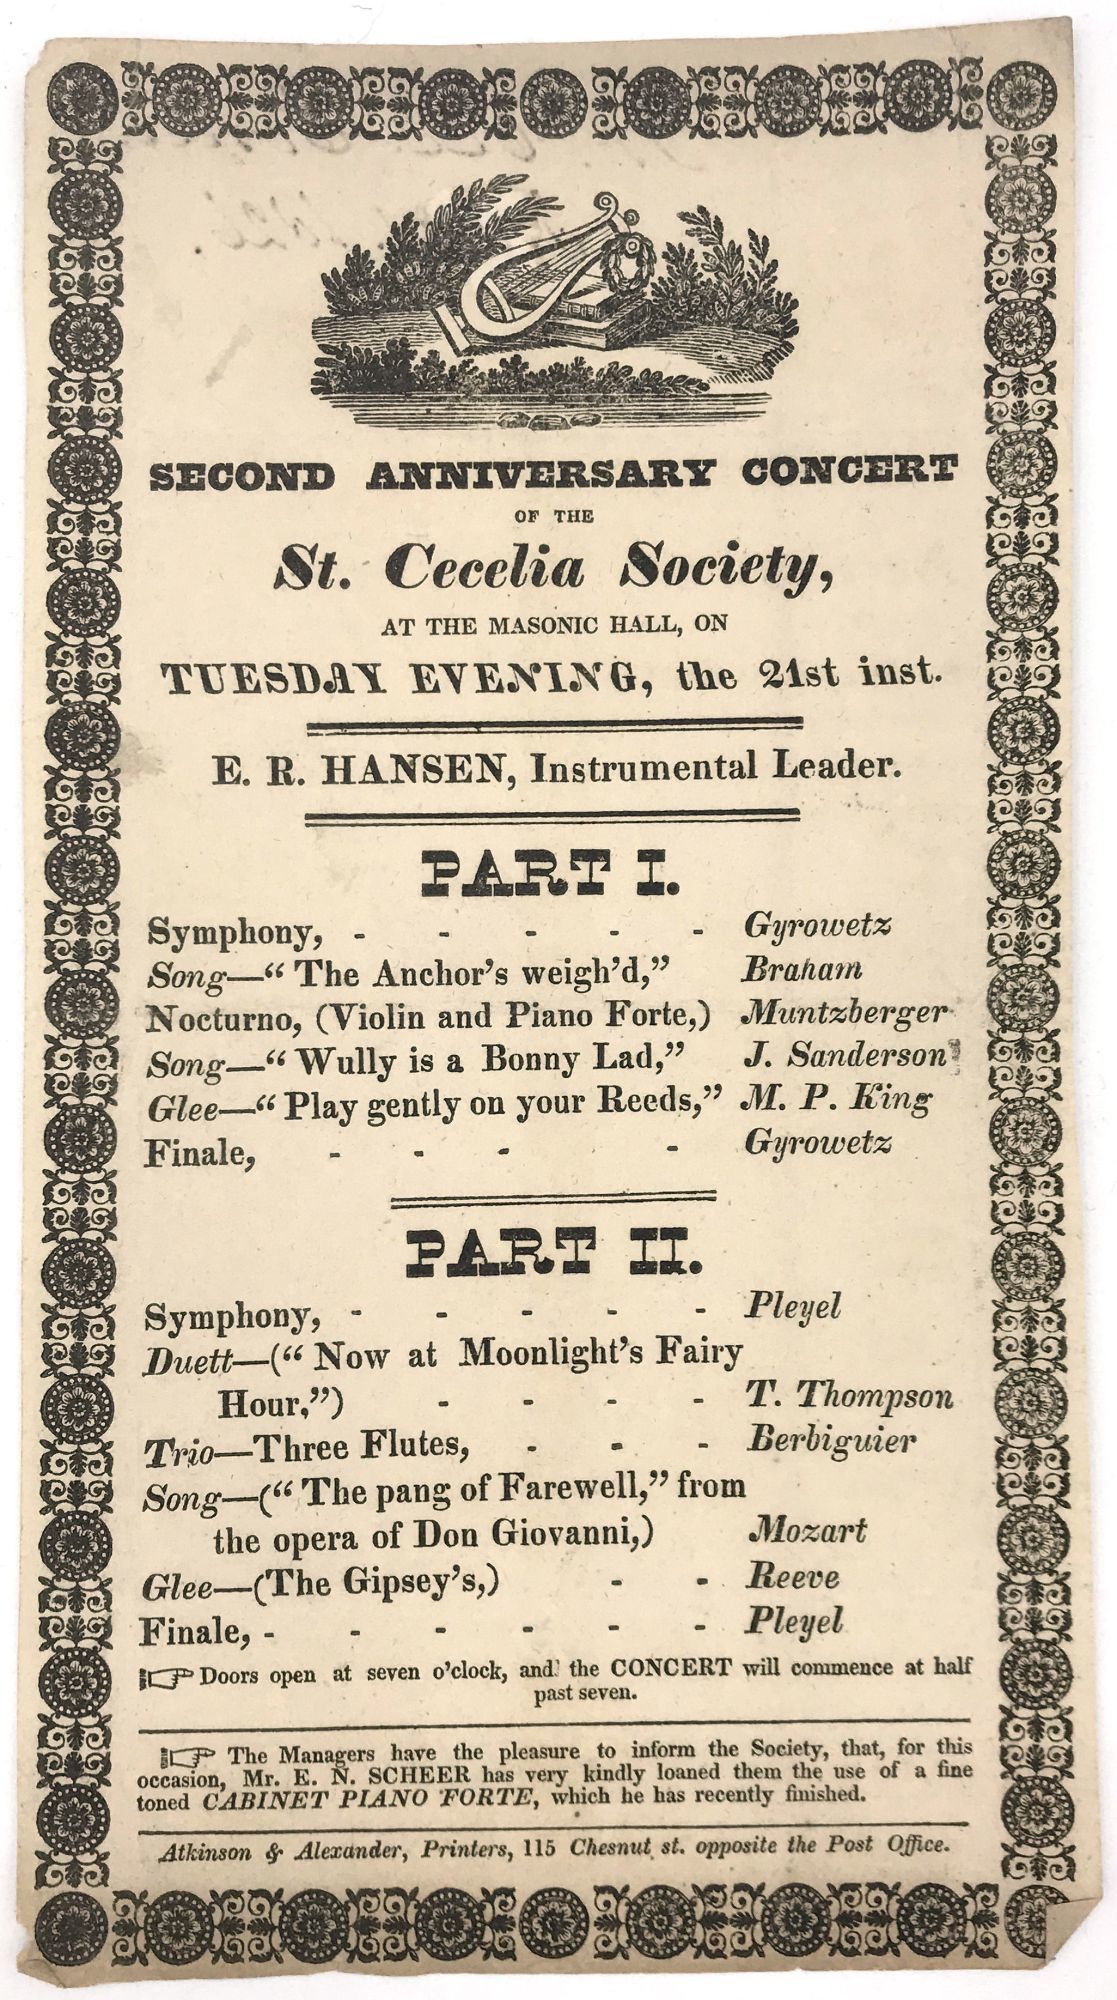 SECOND ANNIVERSARY CONCERT
OF THE
St. Cecelia Society,
AT THE MASONIC HALL, ON
TUESDAY EVENING, the 21st inst.
E. R. HANSEN, Instrumental Leader.
PART I.
Symphony, - - - - - Gyrowetz
Song—“ The Anchor's weigh'd,” Braham
Nocturno, (Violin and Piano Forte,) Muntzberger
Song—“ Wully is a Bonny Lad,” J. Sanderson
Glee—“ Play gently on your Reeds,” M. P. King
Finale, - - - - Gyrowetz
PART II.
Symphony, - - - - - Pleyel
Duett—(“ Now at Moonlight's Fairy
Hour,”) - - - - T. Thompson
Trio—Three Flutes, - - - Berbiguier
Song—(“ The pang of Farewell,” from
the opera of Don Giovanni,) Mozart
Glee—(The Gipsey's,) - - Reeve
Finale, - - - - - - Pleyel
☞ Doors open at seven o'clock, and the CONCERT will commence at half
past seven.
☞ The Managers have the pleasure to inform the Society, that, for this
occasion, Mr. E. N. SCHEER has very kindly loaned them the use of a fine
toned CABINET PIANO FORTE, which he has recently finished.
Atkinson & Alexander, Printers, 115 Chesnut st. opposite the Post Office.